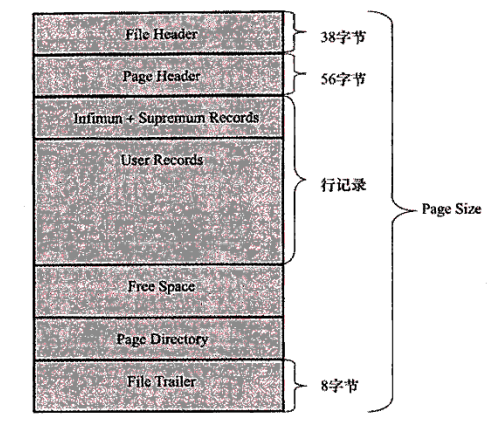 File Header
38字节
Page Header
56字节
Infimun + Supremum Records
User Records
行记录
Page Size
Free Space
Page Directory
File Trailer
8字节